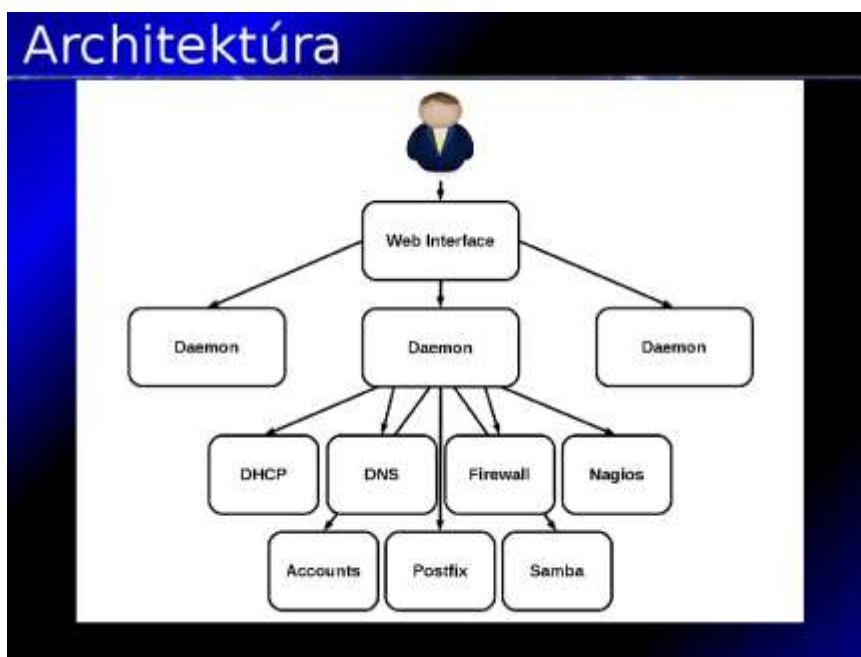 Architektúra
Web Interface
Daemon
Daemon
Daemon
DHCP
DNS
Firewall
Nagios
Accounts
Postfix
Samba